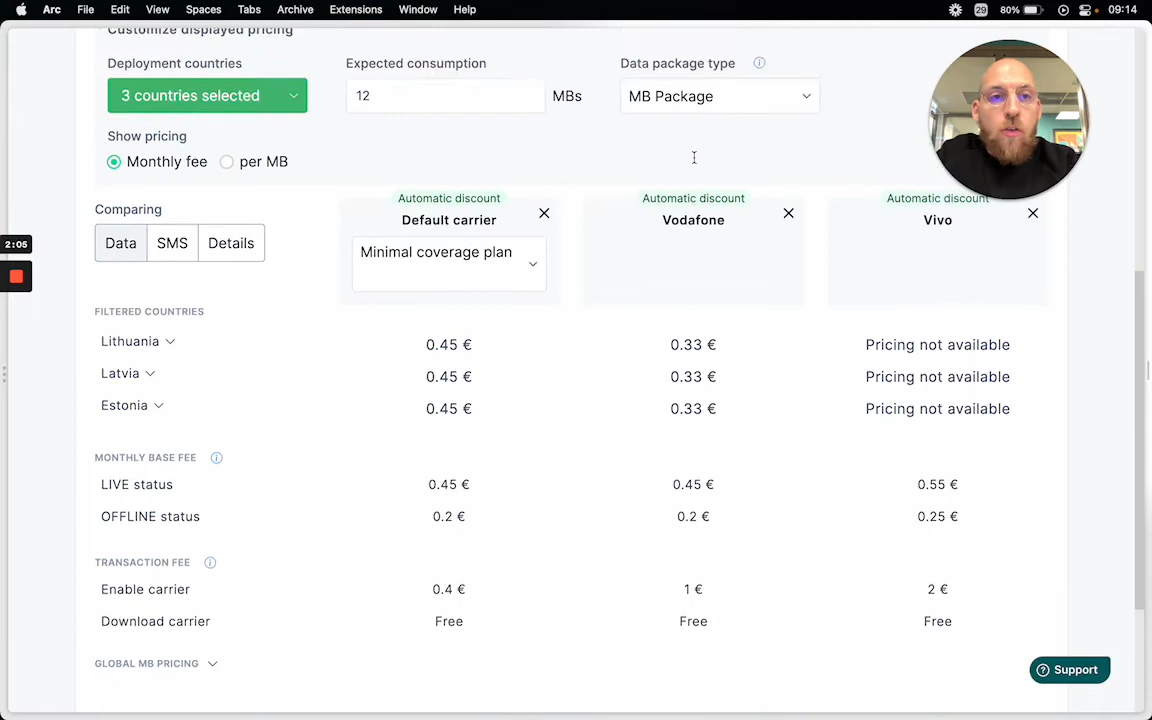 Arc File Edit View Spaces Tabs Archive Extensions Window Help 29 80% 09:14
Customize displayed pricing
Deployment countries Expected consumption Data package type
3 countries selected 12 MBs MB Package
Show pricing
Monthly fee per MB
Comparing Automatic discount Automatic discount Automatic discount
Default carrier Vodafone Vivo
Data SMS Details Minimal coverage plan
2:05
FILTERED COUNTRIES
Lithuania 0.45 € 0.33 € Pricing not available
Latvia 0.45 € 0.33 € Pricing not available
Estonia 0.45 € 0.33 € Pricing not available
MONTHLY BASE FEE
LIVE status 0.45 € 0.45 € 0.55 €
OFFLINE status 0.2 € 0.2 € 0.25 €
TRANSACTION FEE
Enable carrier 0.4 € 1 € 2 €
Download carrier Free Free Free
GLOBAL MB PRICING
Support